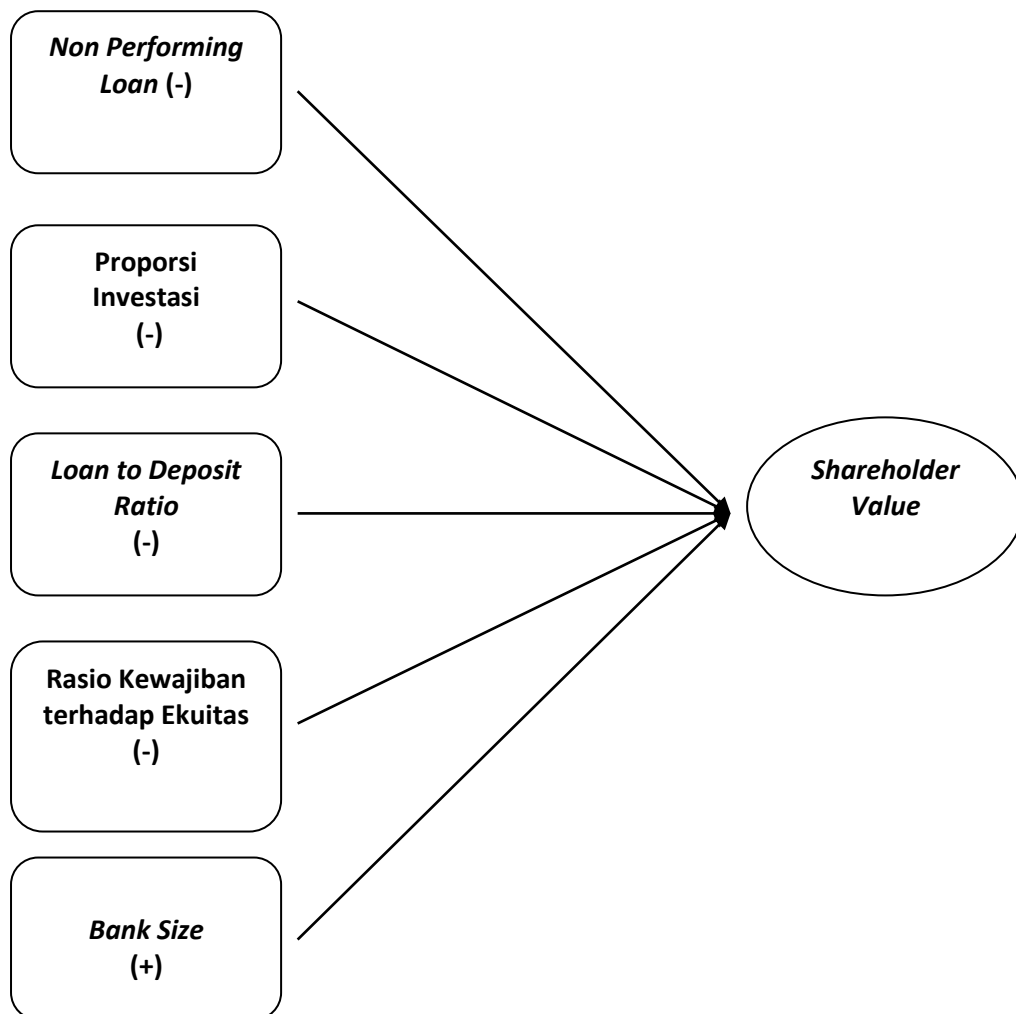 Non Performing
Loan (-)
Proporsi
Investasi
(-)
Loan to Deposit
Ratio
(-)
Rasio Kewajiban
terhadap Ekuitas
(-)
Bank Size
(+)
Shareholder
Value